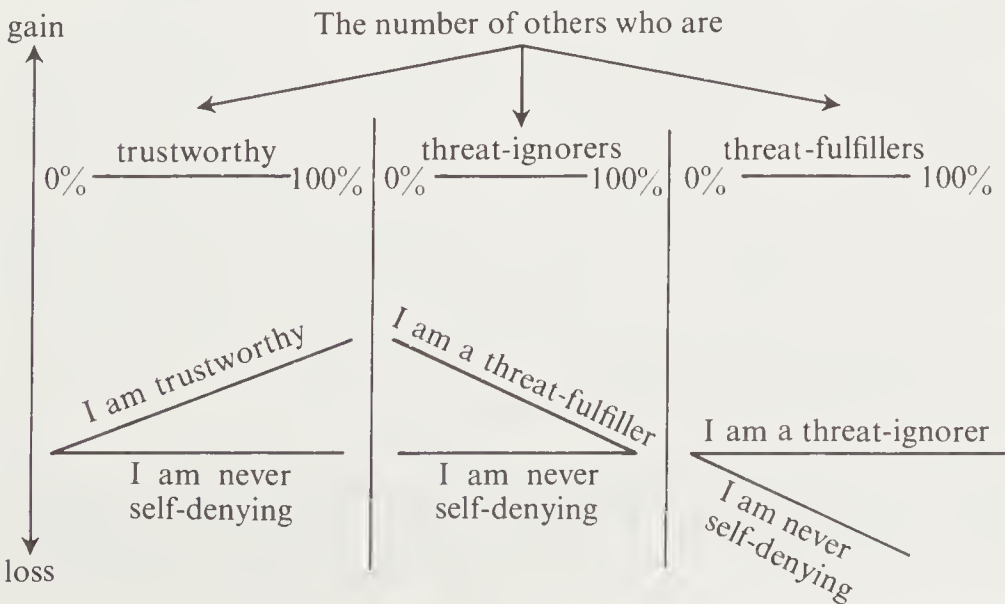 gain
The number of others who are
trustworthy
threat-ignorers
threat-fulfillers
0%
100%
0%
100%
0%
100%
I am trustworthy
I am a threat-fulfiller
I am a threat-ignorer
I am never
self-denying
I am never
self-denying
I am never
self-denying
loss